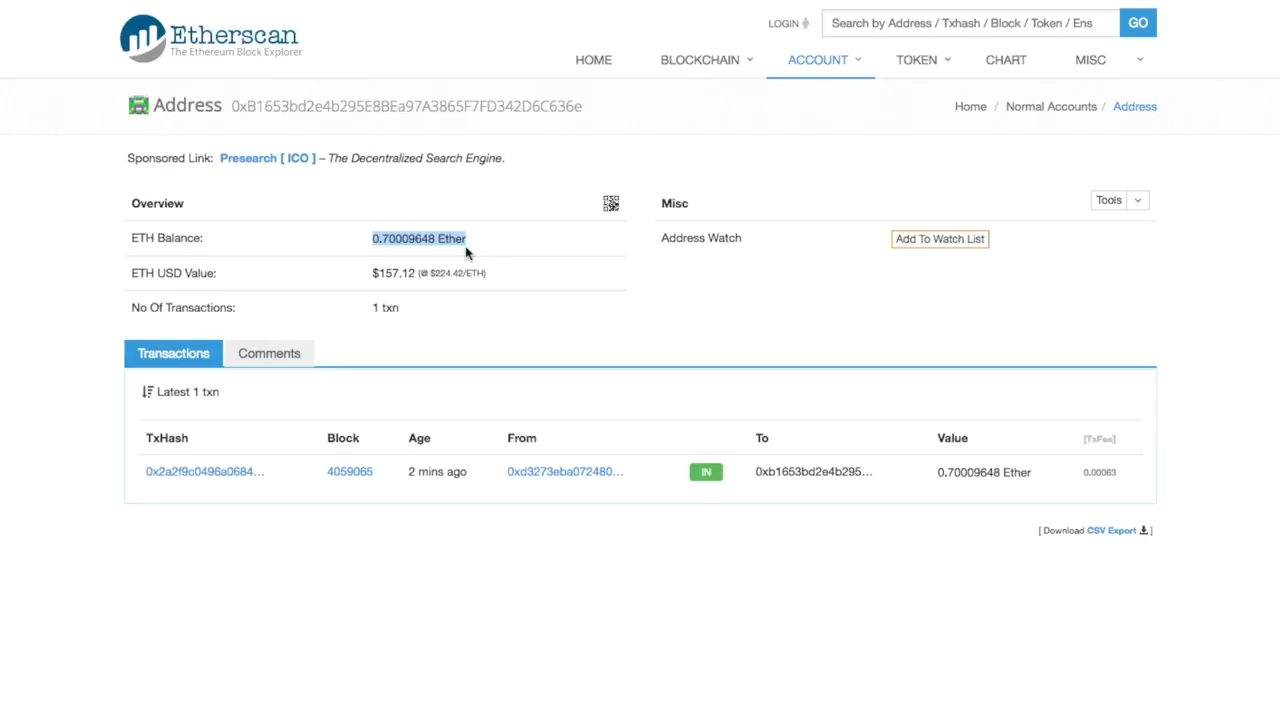 Etherscan
The Ethereum Block Explorer
LOGIN
Search by Address / Txhash / Block / Token / Ens
GO
HOME BLOCKCHAIN ACCOUNT TOKEN CHART MISC
Address 0xB1653bd2e4b295E8BEa97A3865F7FD342D6C636e
Home / Normal Accounts / Address
Sponsored Link: Presearch [ ICO ] – The Decentralized Search Engine.
Overview
ETH Balance: 0.70009648 Ether
ETH USD Value: $157.12 (@ $224.42/ETH)
No Of Transactions: 1 txn
Misc
Tools
Address Watch Add To Watch List
Transactions Comments
Latest 1 txn
TxHash Block Age From To Value [TxFee]
0x2a2f9c0496a0684... 4059065 2 mins ago 0xd3273eba072480... IN 0xb1653bd2e4b295... 0.70009648 Ether 0.00063
[ Download CSV Export ]